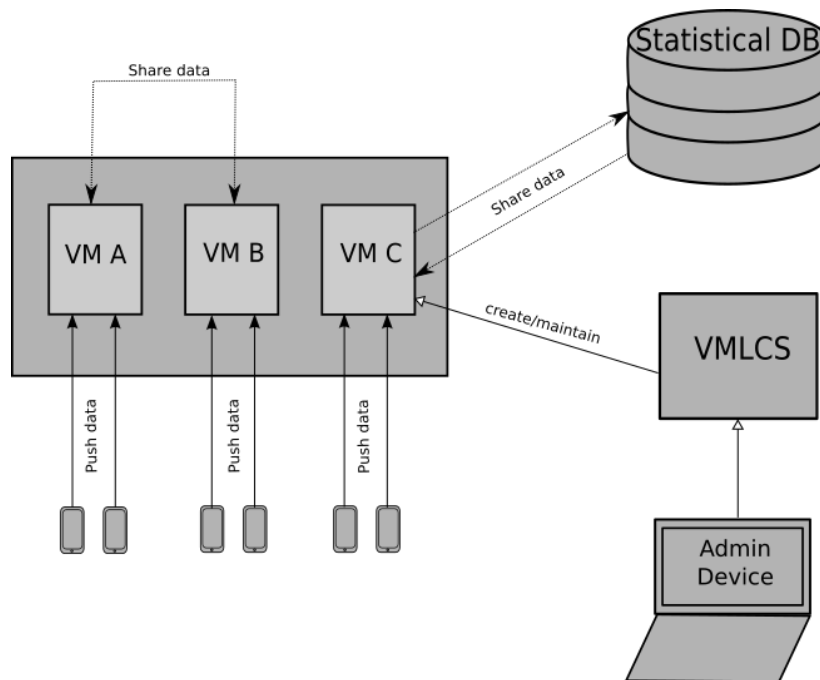 Statistical DB
Share data
Share data
VM A
VM B
VM C
create/maintain
VMLCS
Push data
Push data
Push data
Admin
Device